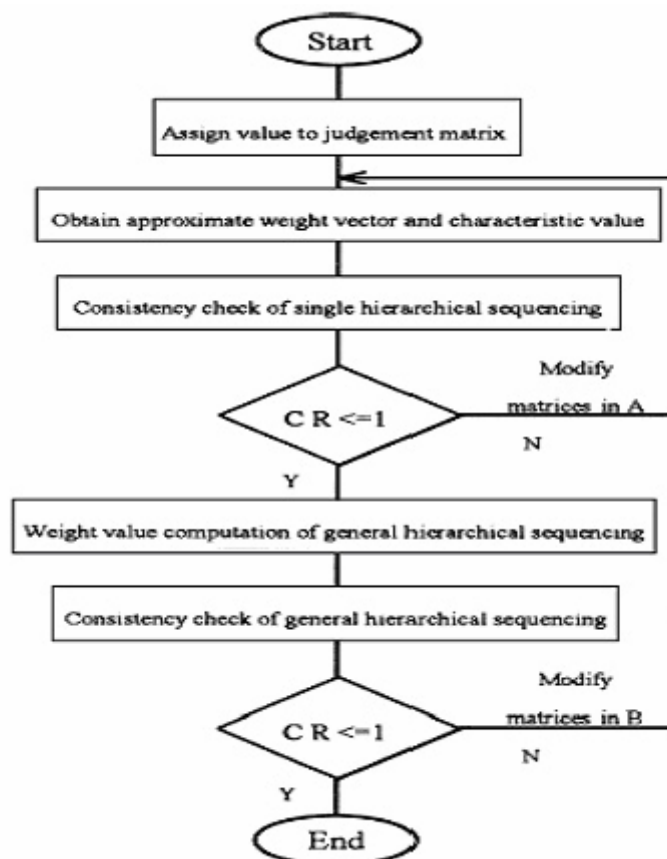 Start
Assign value to judgement matrix
Obtain approximate weight vector and characteristic value
Consistency check of single hierarchical sequencing
Modify
matrices in A
C R <=1
N
Y
Weight value computation of general hierarchical sequencing
Consistency check of general hierarchical sequencing
Modify
matrices in B
C R <=1
N
Y
End